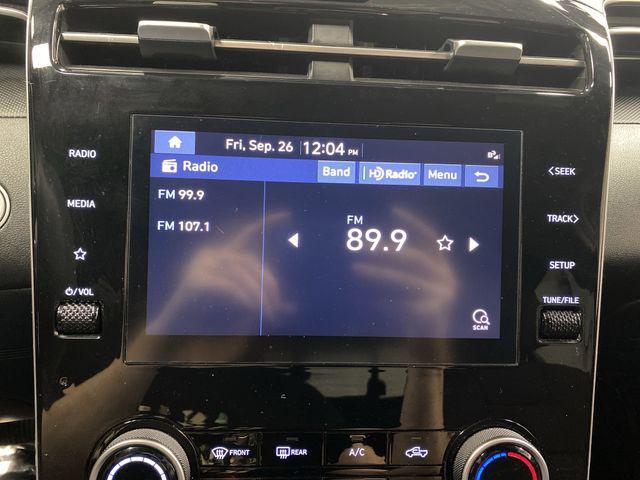 Fri, Sep. 26 12:04 PM
RADIO
Radio Band HD Radio Menu
<SEEK
FM 99.9
MEDIA
FM 107.1
FM
89.9
TRACK>
SETUP
⏻/VOL
TUNE/FILE
SCAN
FRONT REAR A/C